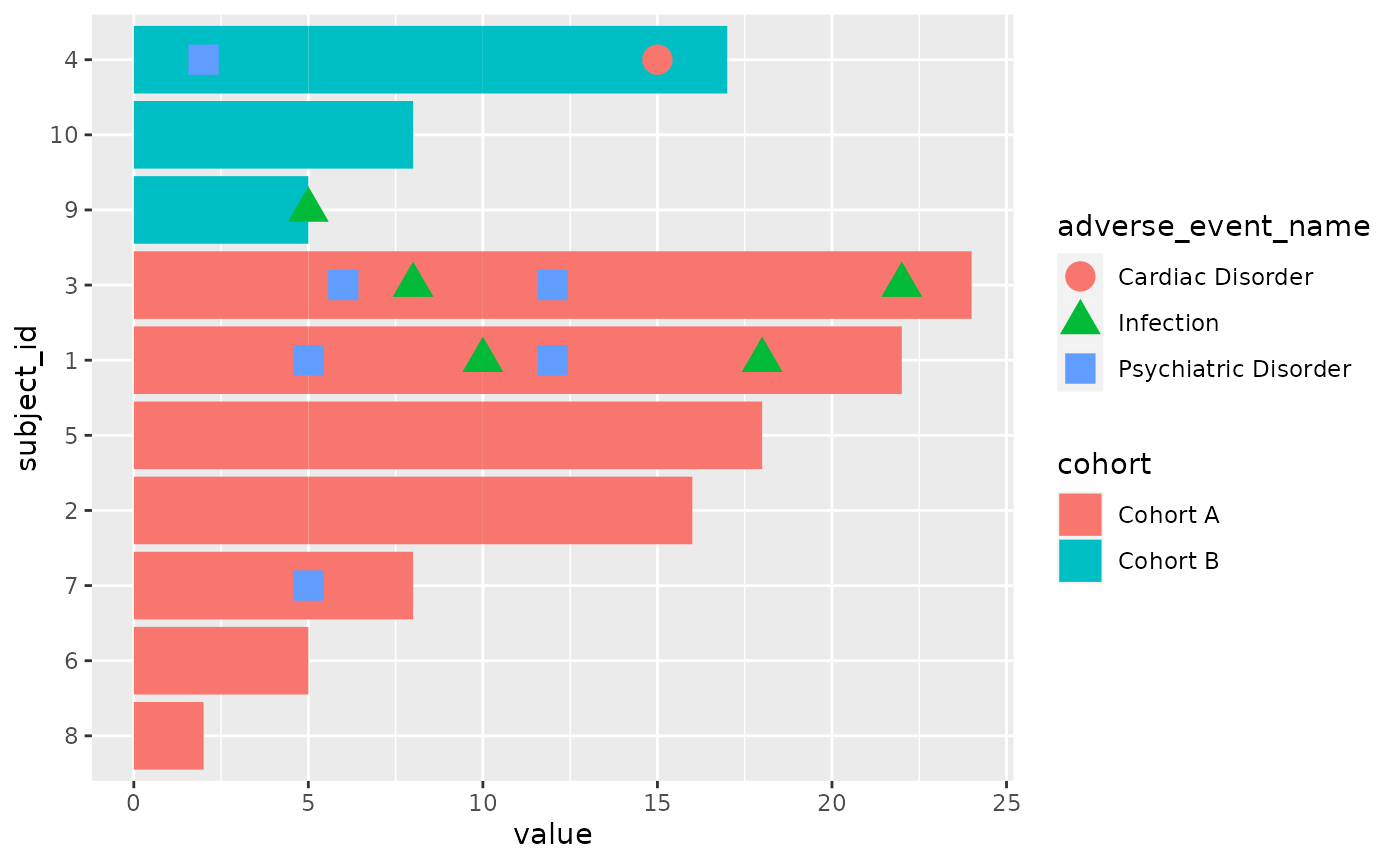 subject_id
4
10
9
3
1
5
2
7
6
8
0 5 10 15 20 25
value
adverse_event_name
Cardiac Disorder
Infection
Psychiatric Disorder
cohort
Cohort A
Cohort B